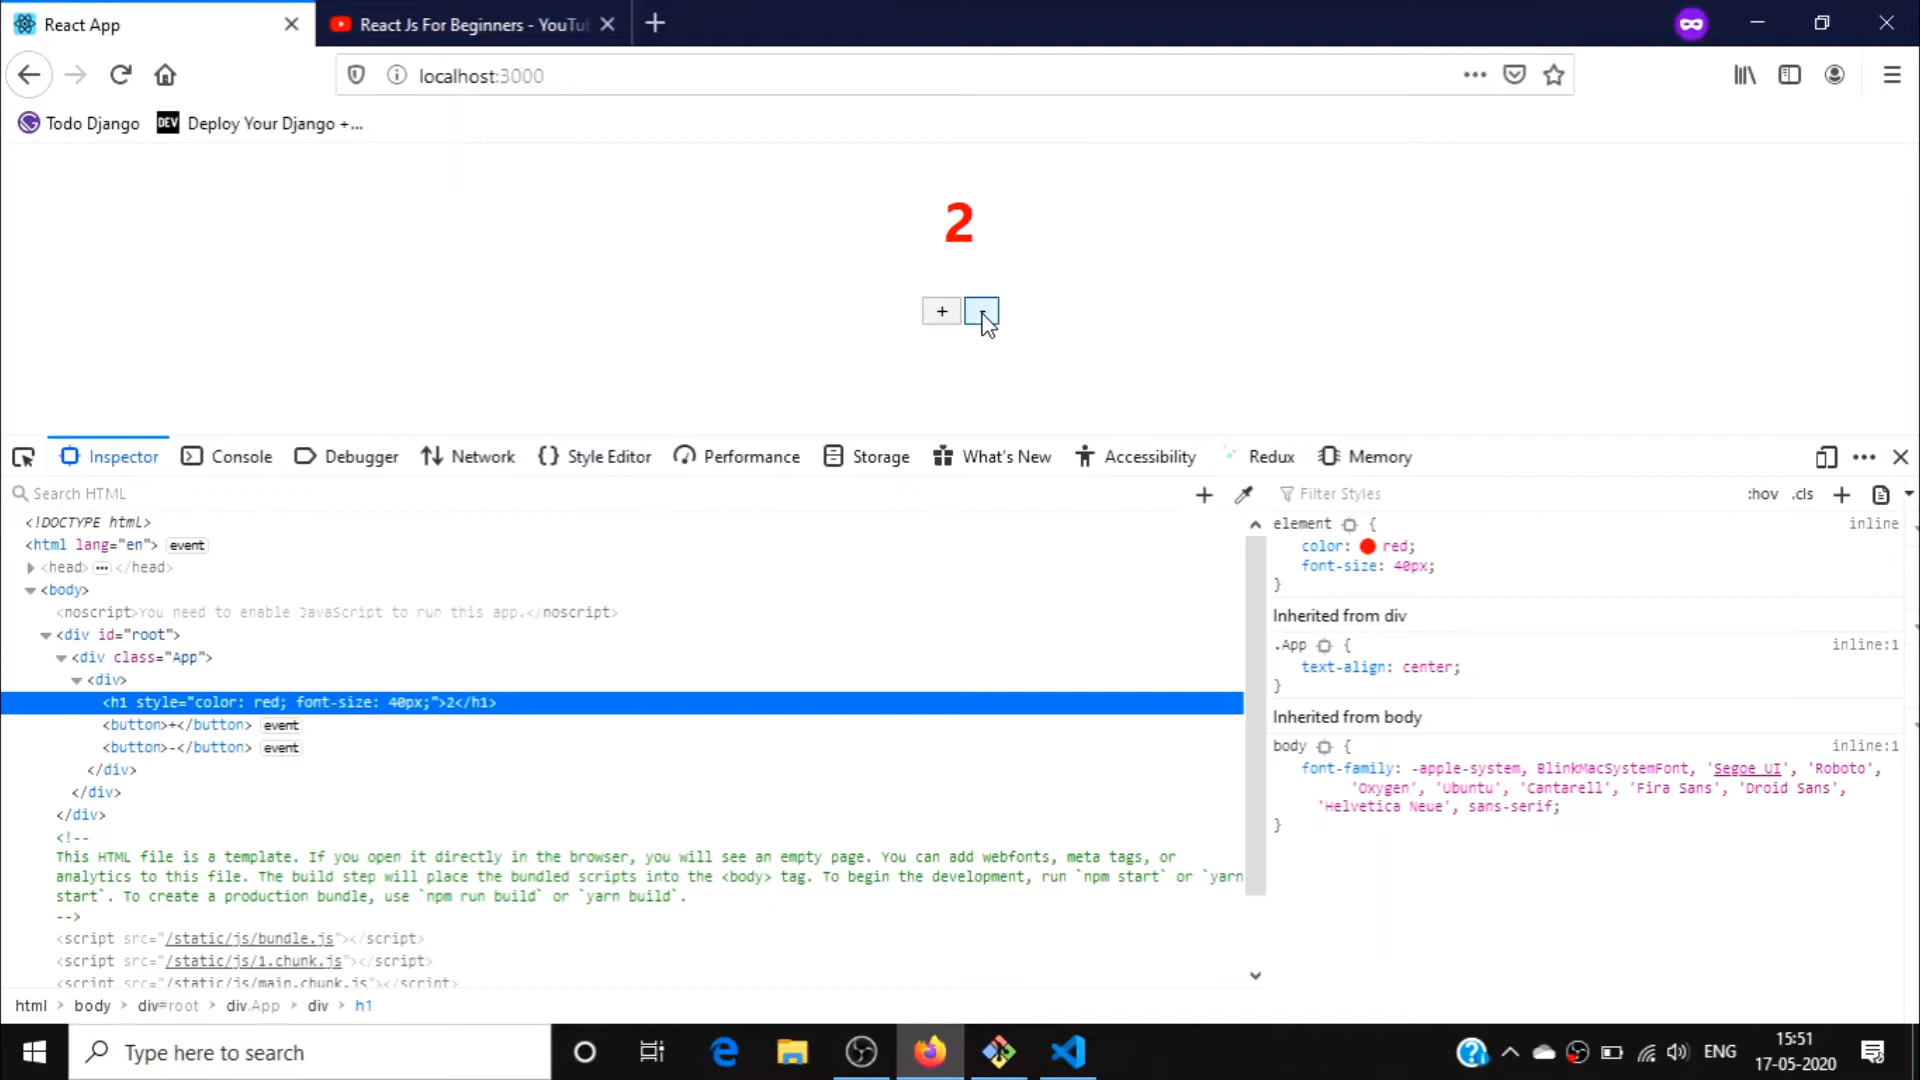 React App
React Js For Beginners - YouTu
localhost:3000
Todo Django
DEV
Deploy Your Django +...
2
+ -
Inspector Console Debugger Network Style Editor Performance Storage What's New Accessibility Redux Memory
Search HTML
Filter Styles :hov .cls
<!DOCTYPE html>
<html lang="en"> event
<head> ... </head>
<body>
<noscript>You need to enable JavaScript to run this app.</noscript>
<div id="root">
<div class="App">
<div>
<h1 style="color: red; font-size: 40px;">2</h1>
<button>+</button> event
<button>-</button> event
</div>
</div>
</div>
<!--
This HTML file is a template. If you open it directly in the browser, you will see an empty page. You can add webfonts, meta tags, or
analytics to this file. The build step will place the bundled scripts into the <body> tag. To begin the development, run `npm start` or `yarn
start`. To create a production bundle, use `npm run build` or `yarn build`.
-->
<script src="/static/js/bundle.js"></script>
<script src="/static/js/1.chunk.js"></script>
<script src="/static/js/main.chunk.js"></script>
element { inline
color: red;
font-size: 40px;
}
Inherited from div
.App { inline:1
text-align: center;
}
Inherited from body
body { inline:1
font-family: -apple-system, BlinkMacSystemFont, 'Segoe UI', 'Roboto',
'Oxygen', 'Ubuntu', 'Cantarell', 'Fira Sans', 'Droid Sans',
'Helvetica Neue', sans-serif;
}
html > body > div#root > div.App > div > h1
Type here to search
ENG
15:51
17-05-2020